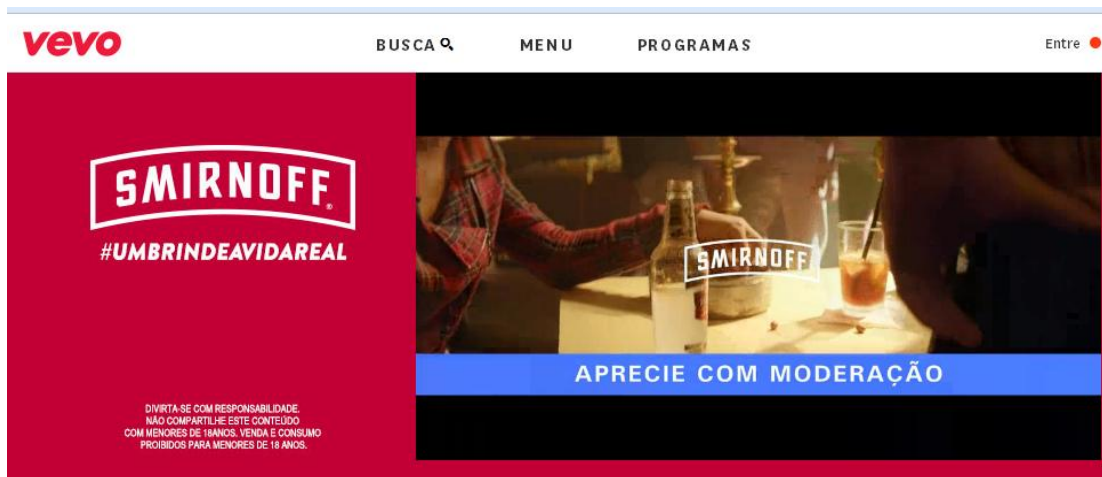 vevo
BUSCA
MENU
PROGRAMAS
Entre
SMIRNOFF®
#UMBRINDEAVIDAREAL
DIVIRTA-SE COM RESPONSABILIDADE.
NÃO COMPARTILHE ESTE CONTEÚDO
COM MENORES DE 18ANOS. VENDA E CONSUMO
PROIBIDOS PARA MENORES DE 18 ANOS.
SMIRNOFF
APRECIE COM MODERAÇÃO